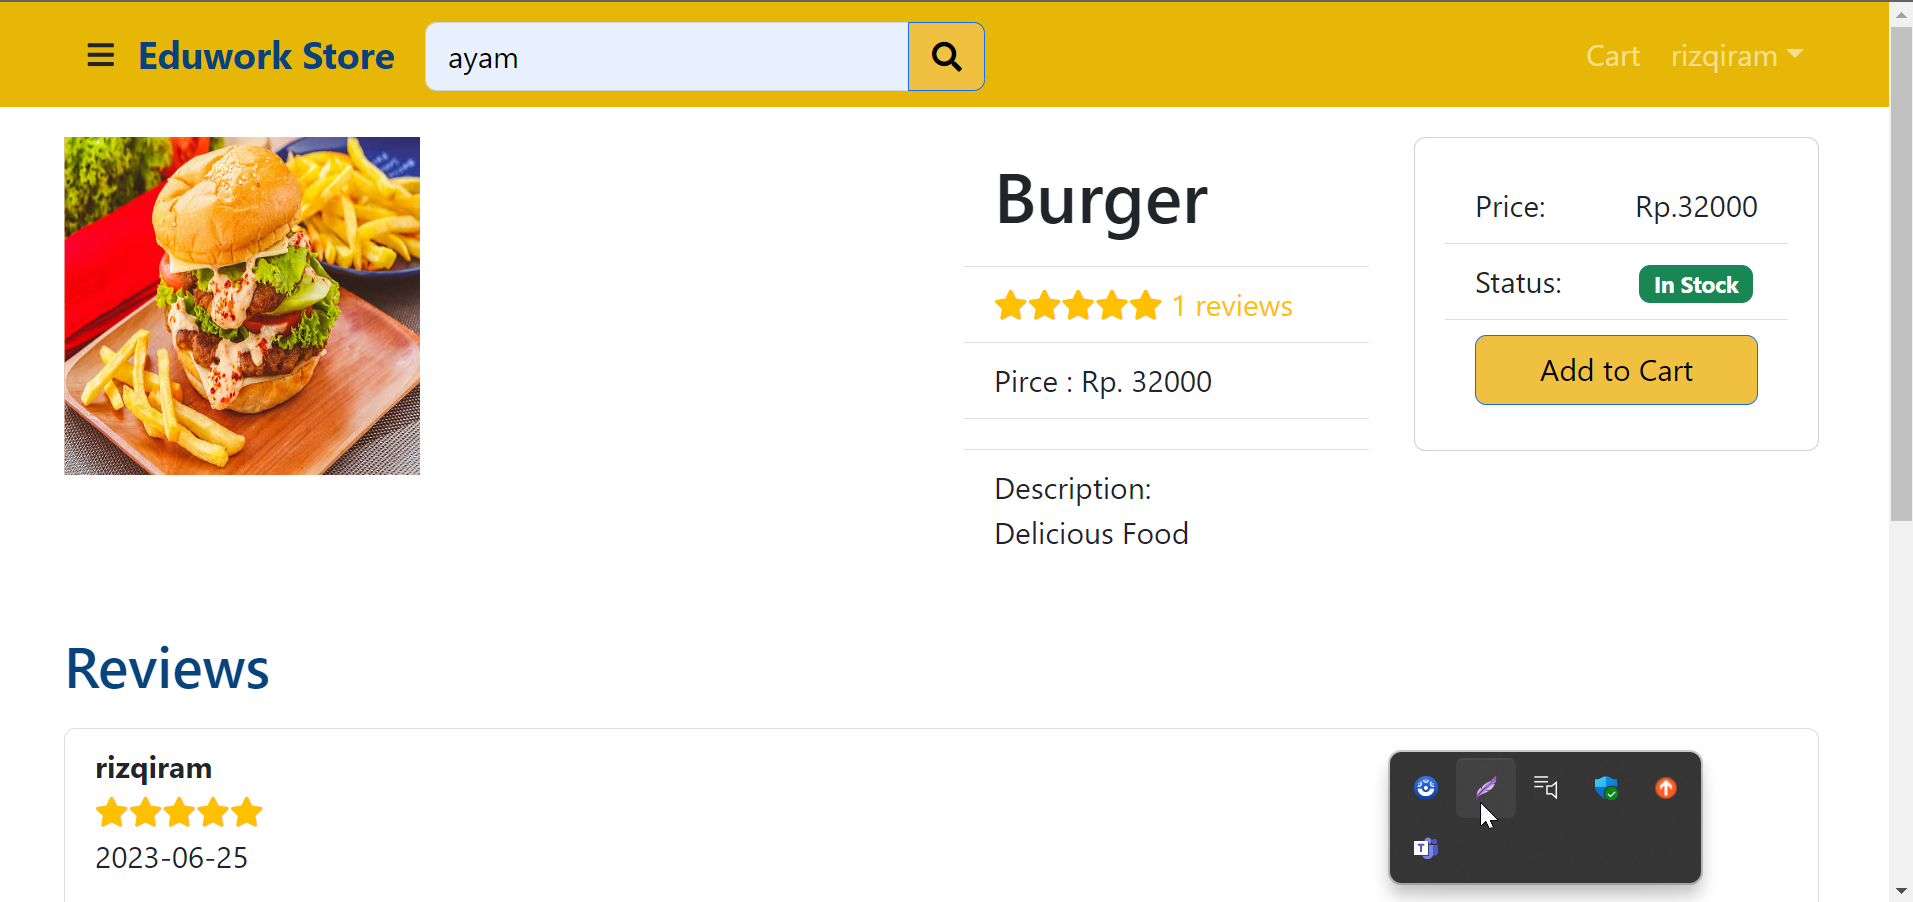 Eduwork Store
ayam
Cart
rizqiram
Burger
1 reviews
Pirce : Rp. 32000
Description:
Delicious Food
Price:
Rp.32000
Status:
In Stock
Add to Cart
Reviews
rizqiram
2023-06-25